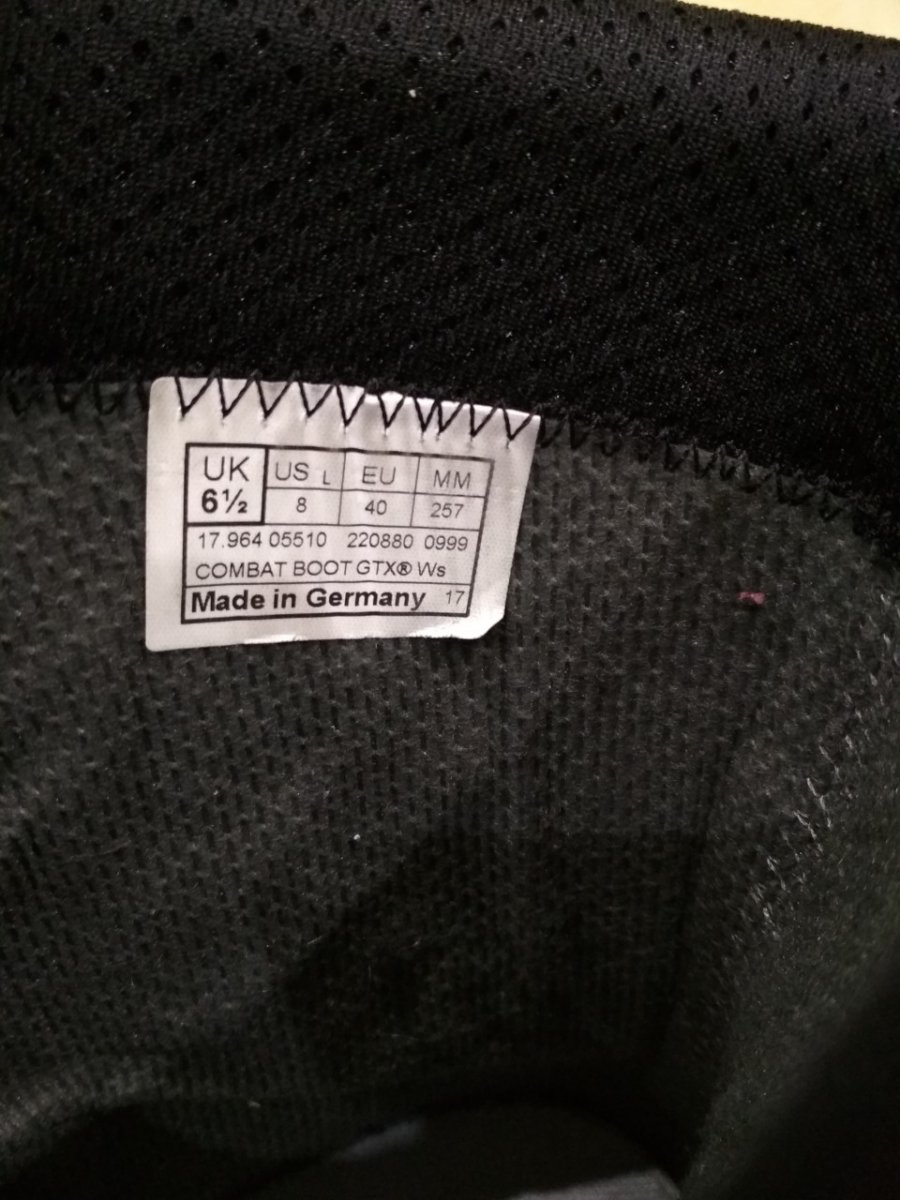 UK US L EU MM
6½ 8 40 257
17.964 05510 220880 0999
COMBAT BOOT GTX® Ws
Made in Germany 17